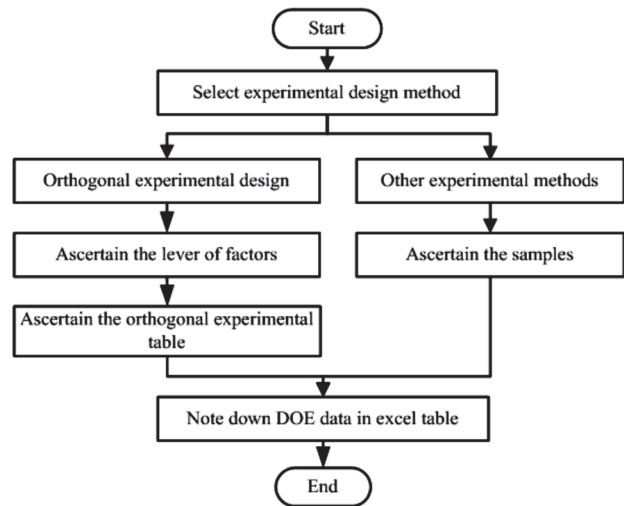 Start
Select experimental design method
Orthogonal experimental design
Other experimental methods
Ascertain the lever of factors
Ascertain the samples
Ascertain the orthogonal experimental
table
Note down DOE data in excel table
End